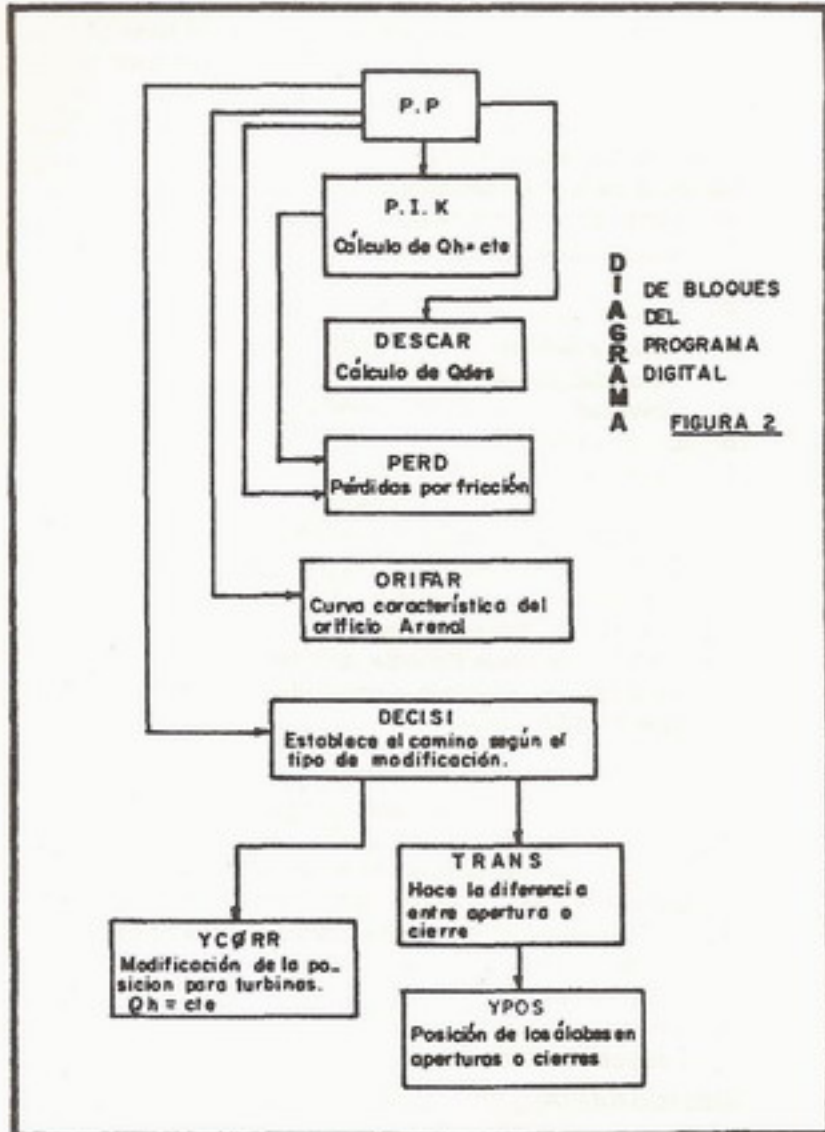 P.P
P.I.K
Cálculo de Qh= cte
DESCAR
Cálculo de Qdes
PERD
Pérdidas por fricción
ORIFAR
Curva característica del
orificio Arenal
DECISI
Establece el camino según el
tipo de modificación.
TRANS
Hace la diferencia
entre apertura o
cierre
YCØRR
Modificación de la po_
sicion para turbinas.
Qh = cte
YPOS
Posición de los álabes en
aperturas o cierres
DIAGRAMA
DE BLOQUES
DEL
PROGRAMA
DIGITAL
FIGURA 2